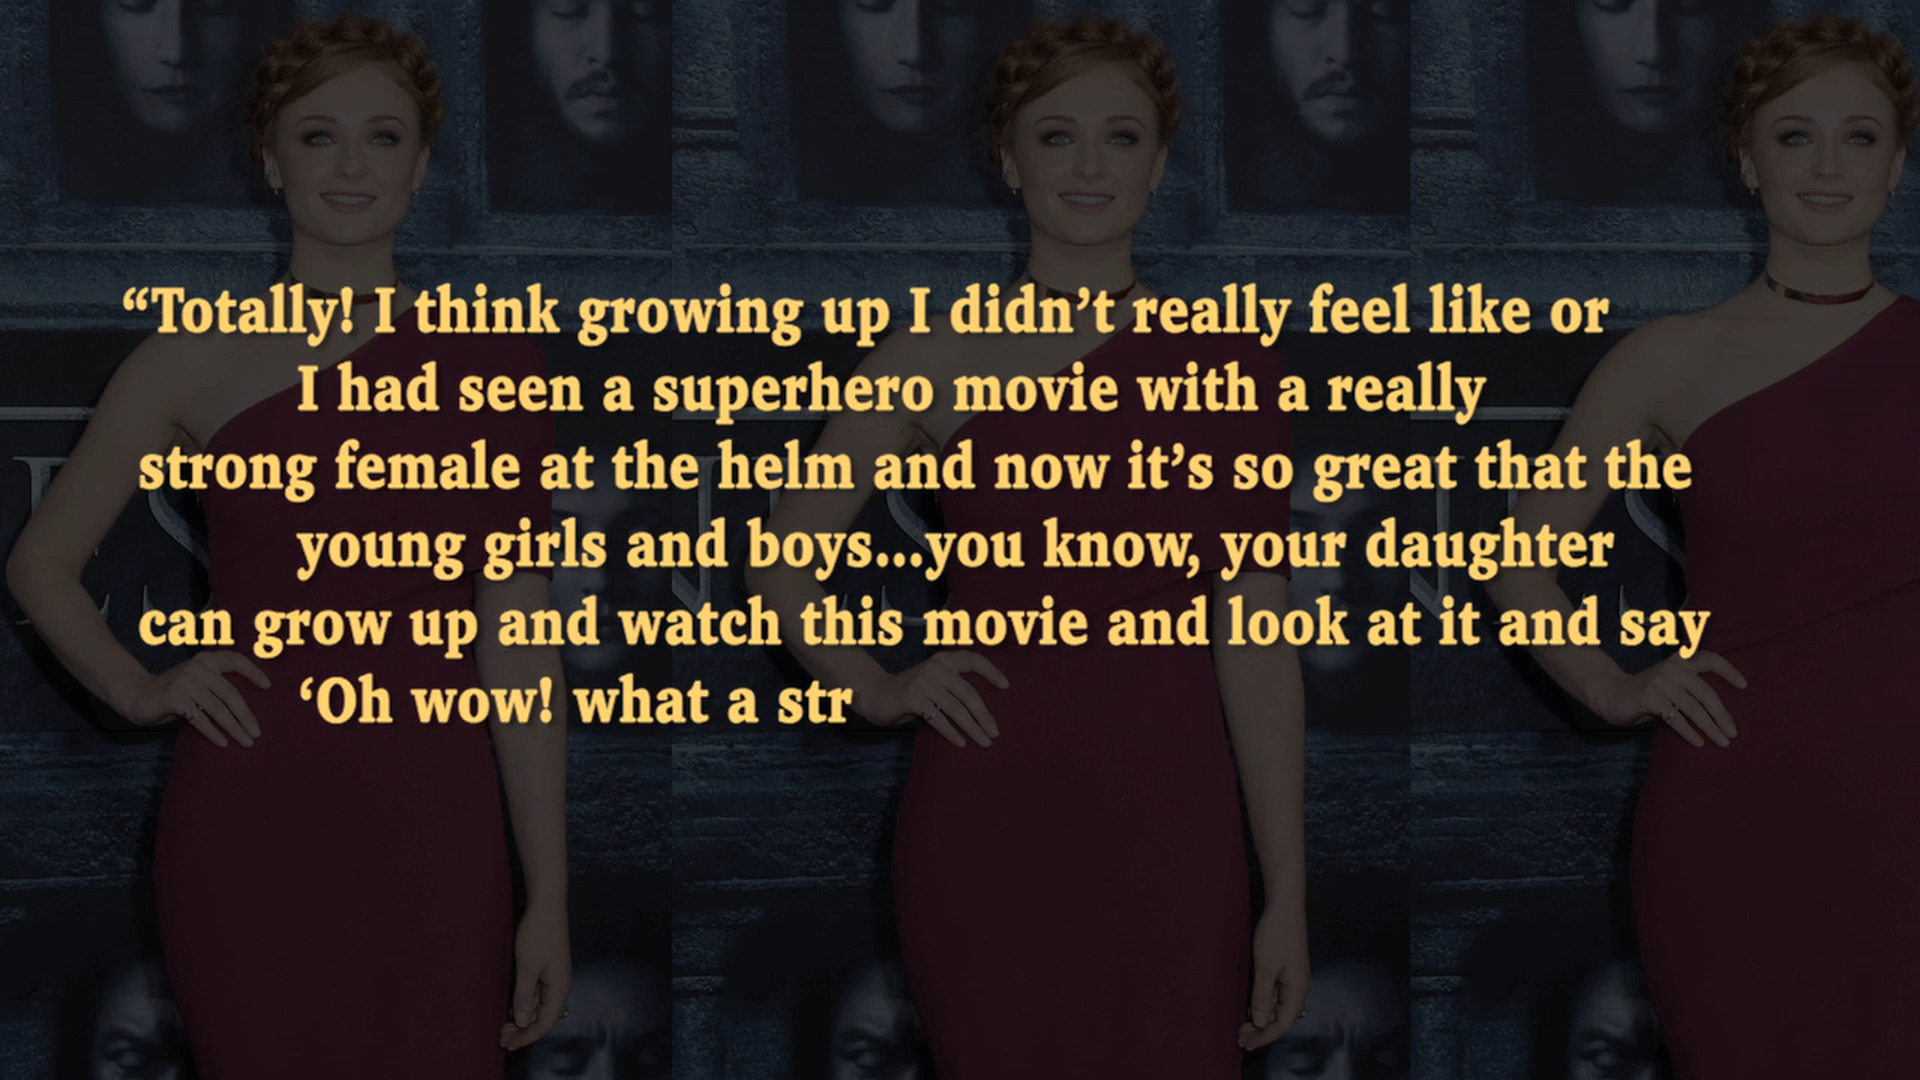 “Totally! I think growing up I didn’t really feel like or
I had seen a superhero movie with a really
strong female at the helm and now it’s so great that the
young girls and boys...you know, your daughter
can grow up and watch this movie and look at it and say
‘Oh wow! what a str